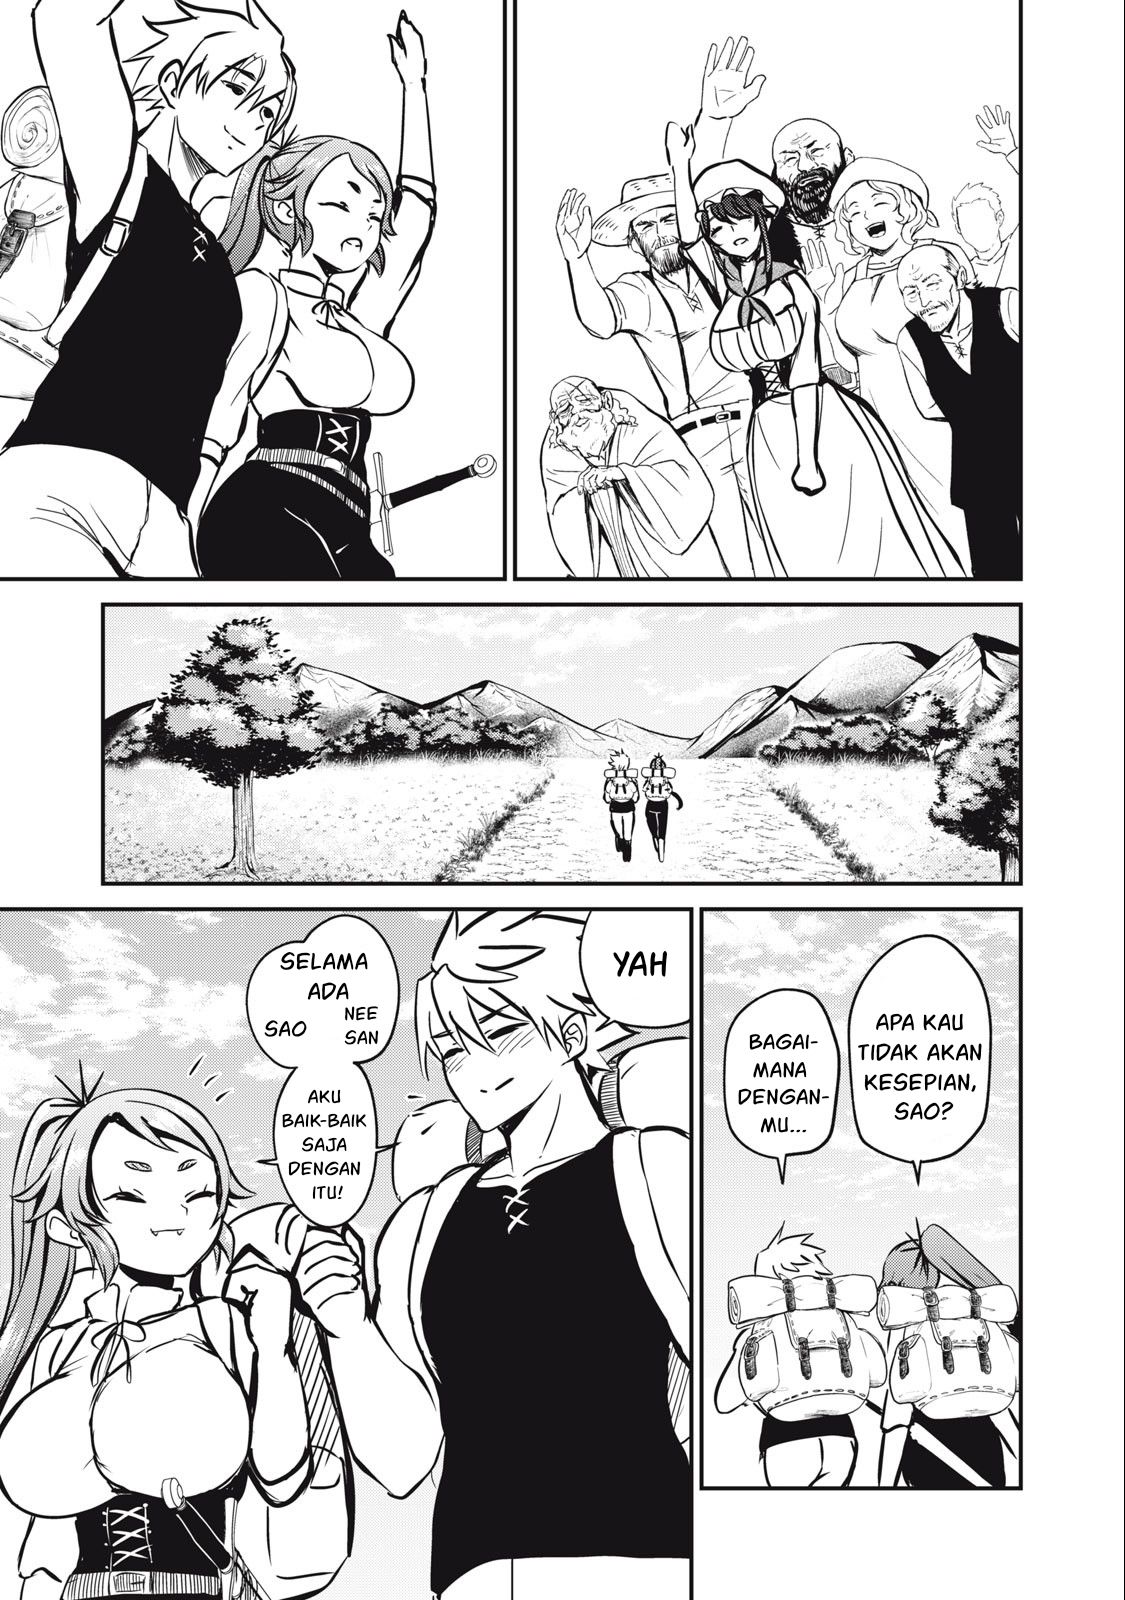 APA KAU
TIDAK AKAN
KESEPIAN,
SAO?
BAGAI-
MANA
DENGAN-
MU...
YAH
SELAMA
ADA
SAO NEE
SAN
AKU
BAIK-BAIK
SAJA
DENGAN
ITU!